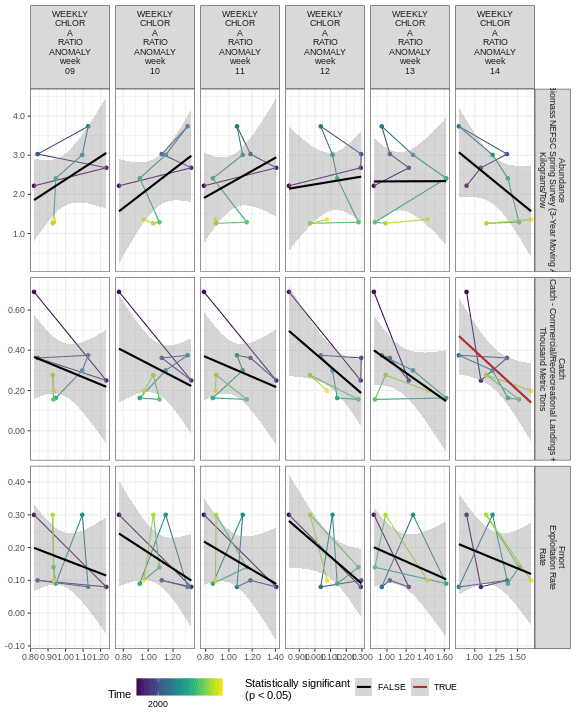 WEEKLY
CHLOR
A
RATIO
ANOMALY
week
09
WEEKLY
CHLOR
A
RATIO
ANOMALY
week
10
WEEKLY
CHLOR
A
RATIO
ANOMALY
week
11
WEEKLY
CHLOR
A
RATIO
ANOMALY
week
12
WEEKLY
CHLOR
A
RATIO
ANOMALY
week
13
WEEKLY
CHLOR
A
RATIO
ANOMALY
week
14
4.0
3.0
2.0
1.0
Abundance
NEFSC Spring Survey (3-Year Moving
Kilograms/Tow
0.60
0.40
0.20
0.00
Catch
Catch - Commercial/Recreational Landings +
Thousand Metric Tons
0.40
0.30
0.20
0.10
0.00
-0.10
Fmort
Exploitation Rate
Rate
0.80 0.90 1.00 1.10 1.20
0.80 1.00 1.20
0.80 1.00 1.20 1.40
0.90 1.00 1.10 1.20 1.30
1.00 1.20 1.40 1.60
1.00 1.25 1.50
Time
2000
Statistically significant
(p < 0.05)
FALSE
TRUE